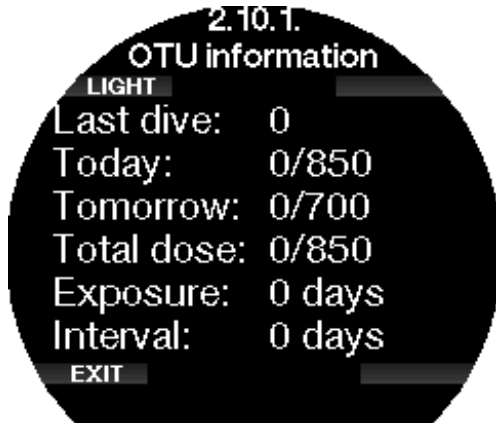 2.10.1.
OTU information
LIGHT
Last dive: 0
Today: 0/850
Tomorrow: 0/700
Total dose: 0/850
Exposure: 0 days
Interval: 0 days
EXIT